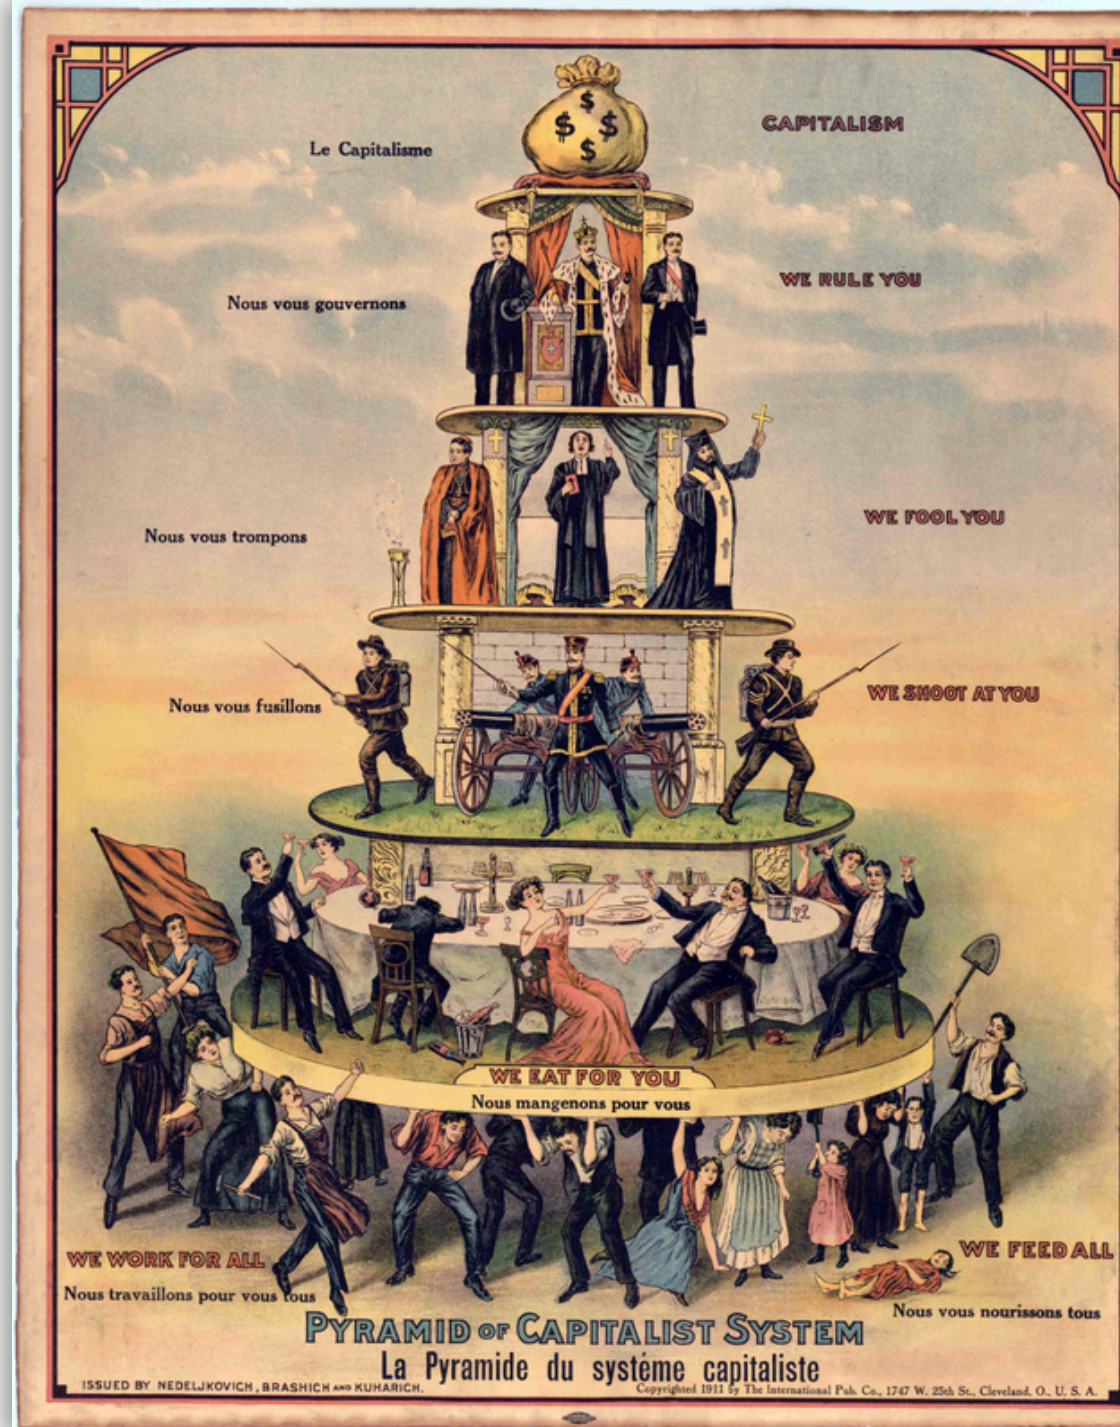 $
$ $
$
CAPITALISM
Le Capitalisme
WE RULE YOU
Nous vous gouvernons
WE FOOL YOU
Nous vous trompons
WE SHOOT AT YOU
Nous vous fusillons
WE EAT FOR YOU
Nous mangenons pour vous
WE WORK FOR ALL
WE FEED ALL
Nous travaillons pour vous tous
Nous vous nourissons tous
PYRAMID OF CAPITALIST SYSTEM
La Pyramide du systéme capitaliste
ISSUED BY NEDELJKOVICH, BRASHICH AND KUHARICH.
Copyrighted 1911 by The International Pub. Co., 1747 W. 25th St., Cleveland, O., U. S. A.